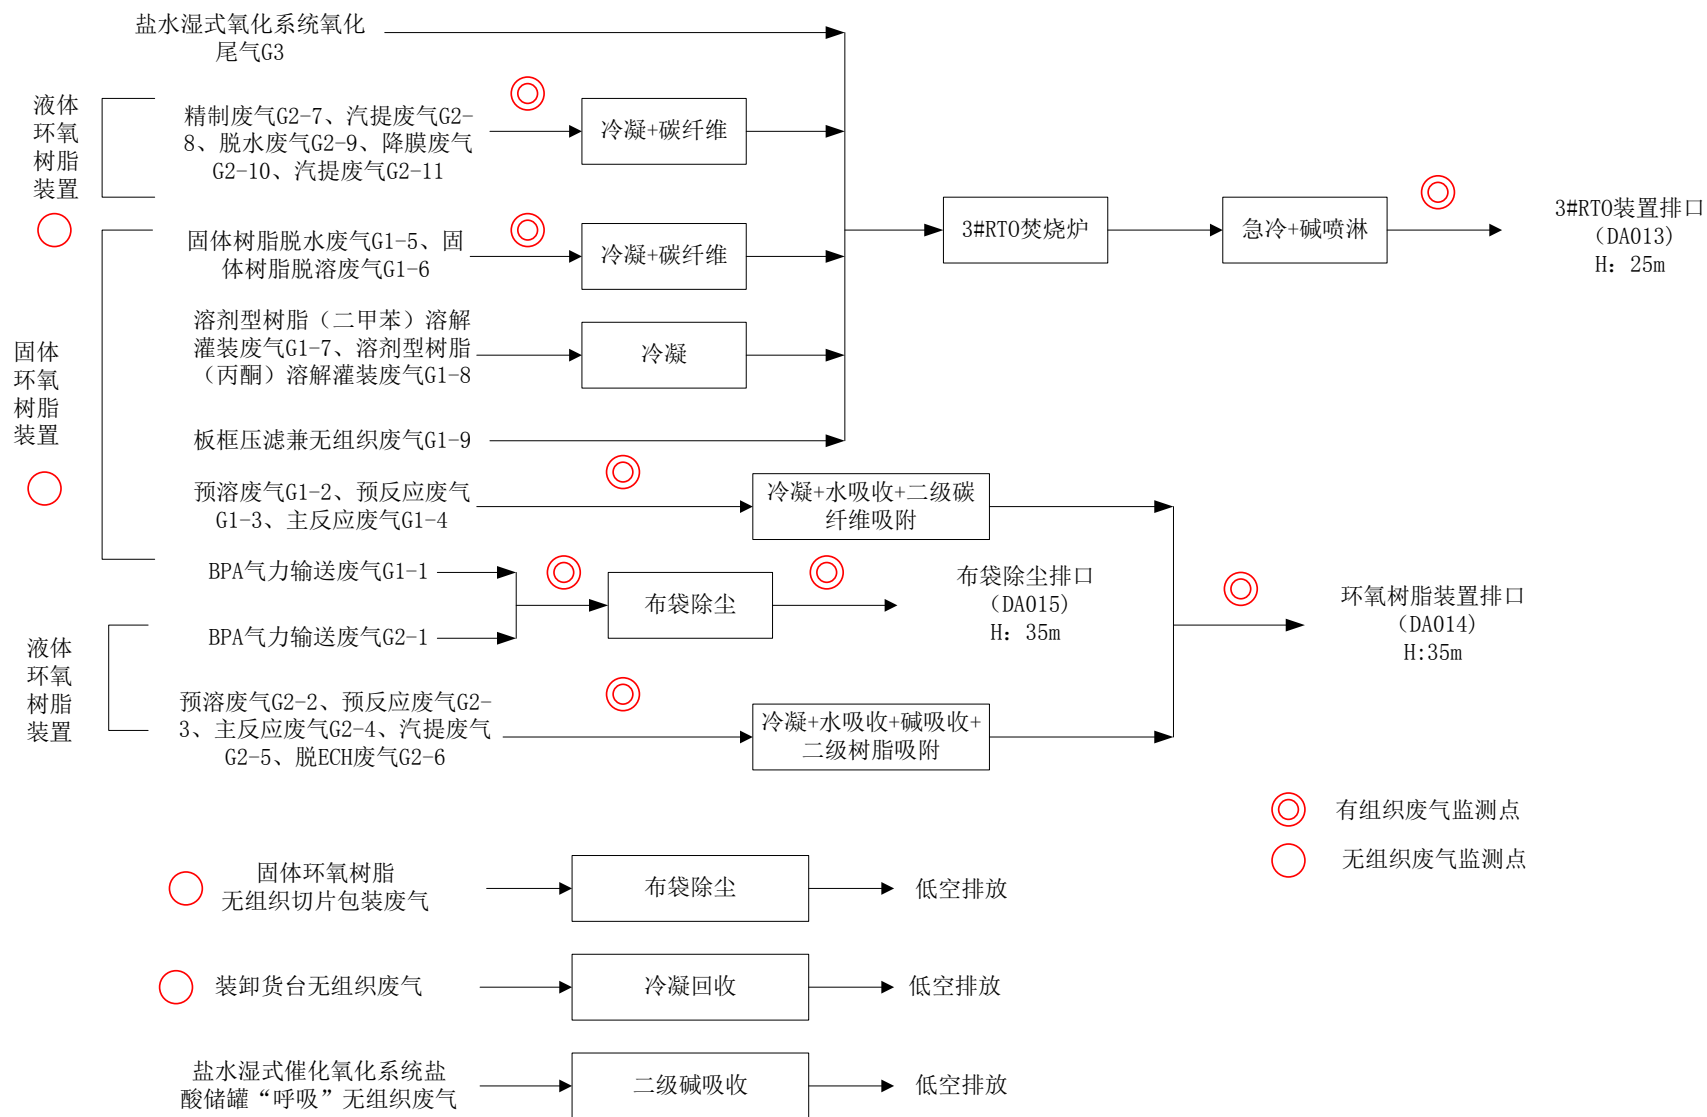 盐水湿式氧化系统氧化
尾气G3
液体
环氧
树脂
装置
精制废气G2-7、汽提废气G2-
8、脱水废气G2-9、降膜废气
G2-10、汽提废气G2-11
冷凝+碳纤维
固体树脂脱水废气G1-5、固
体树脂脱溶废气G1-6
冷凝+碳纤维
3#RTO焚烧炉
急冷+碱喷淋
3#RTO装置排口
（DA013）
H：25m
固体
环氧
树脂
装置
溶剂型树脂（二甲苯）溶解
灌装废气G1-7、溶剂型树脂
（丙酮）溶解灌装废气G1-8
冷凝
板框压滤兼无组织废气G1-9
预溶废气G1-2、预反应废气
G1-3、主反应废气G1-4
冷凝+水吸收+二级碳
纤维吸附
BPA气力输送废气G1-1
BPA气力输送废气G2-1
布袋除尘
布袋除尘排口
（DA015）
H：35m
环氧树脂装置排口
（DA014）
H:35m
液体
环氧
树脂
装置
预溶废气G2-2、预反应废气G2-
3、主反应废气G2-4、汽提废气
G2-5、脱ECH废气G2-6
冷凝+水吸收+碱吸收+
二级树脂吸附
有组织废气监测点
无组织废气监测点
固体环氧树脂
无组织切片包装废气
布袋除尘
低空排放
装卸货台无组织废气
冷凝回收
低空排放
盐水湿式催化氧化系统盐
酸储罐“呼吸”无组织废气
二级碱吸收
低空排放